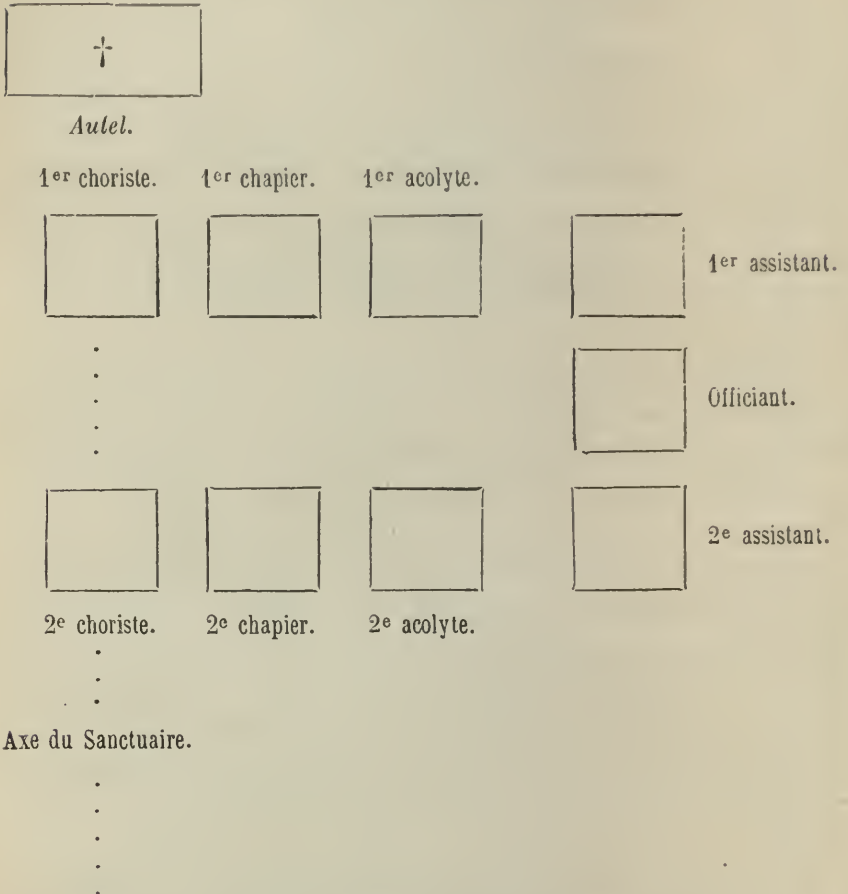 †
Autel.
1er choriste. 1er chapier. 1er acolyte.
1er assistant.
Officiant.
2e assistant.
2e choriste. 2e chapier. 2e acolyte.
Axe du Sanctuaire.